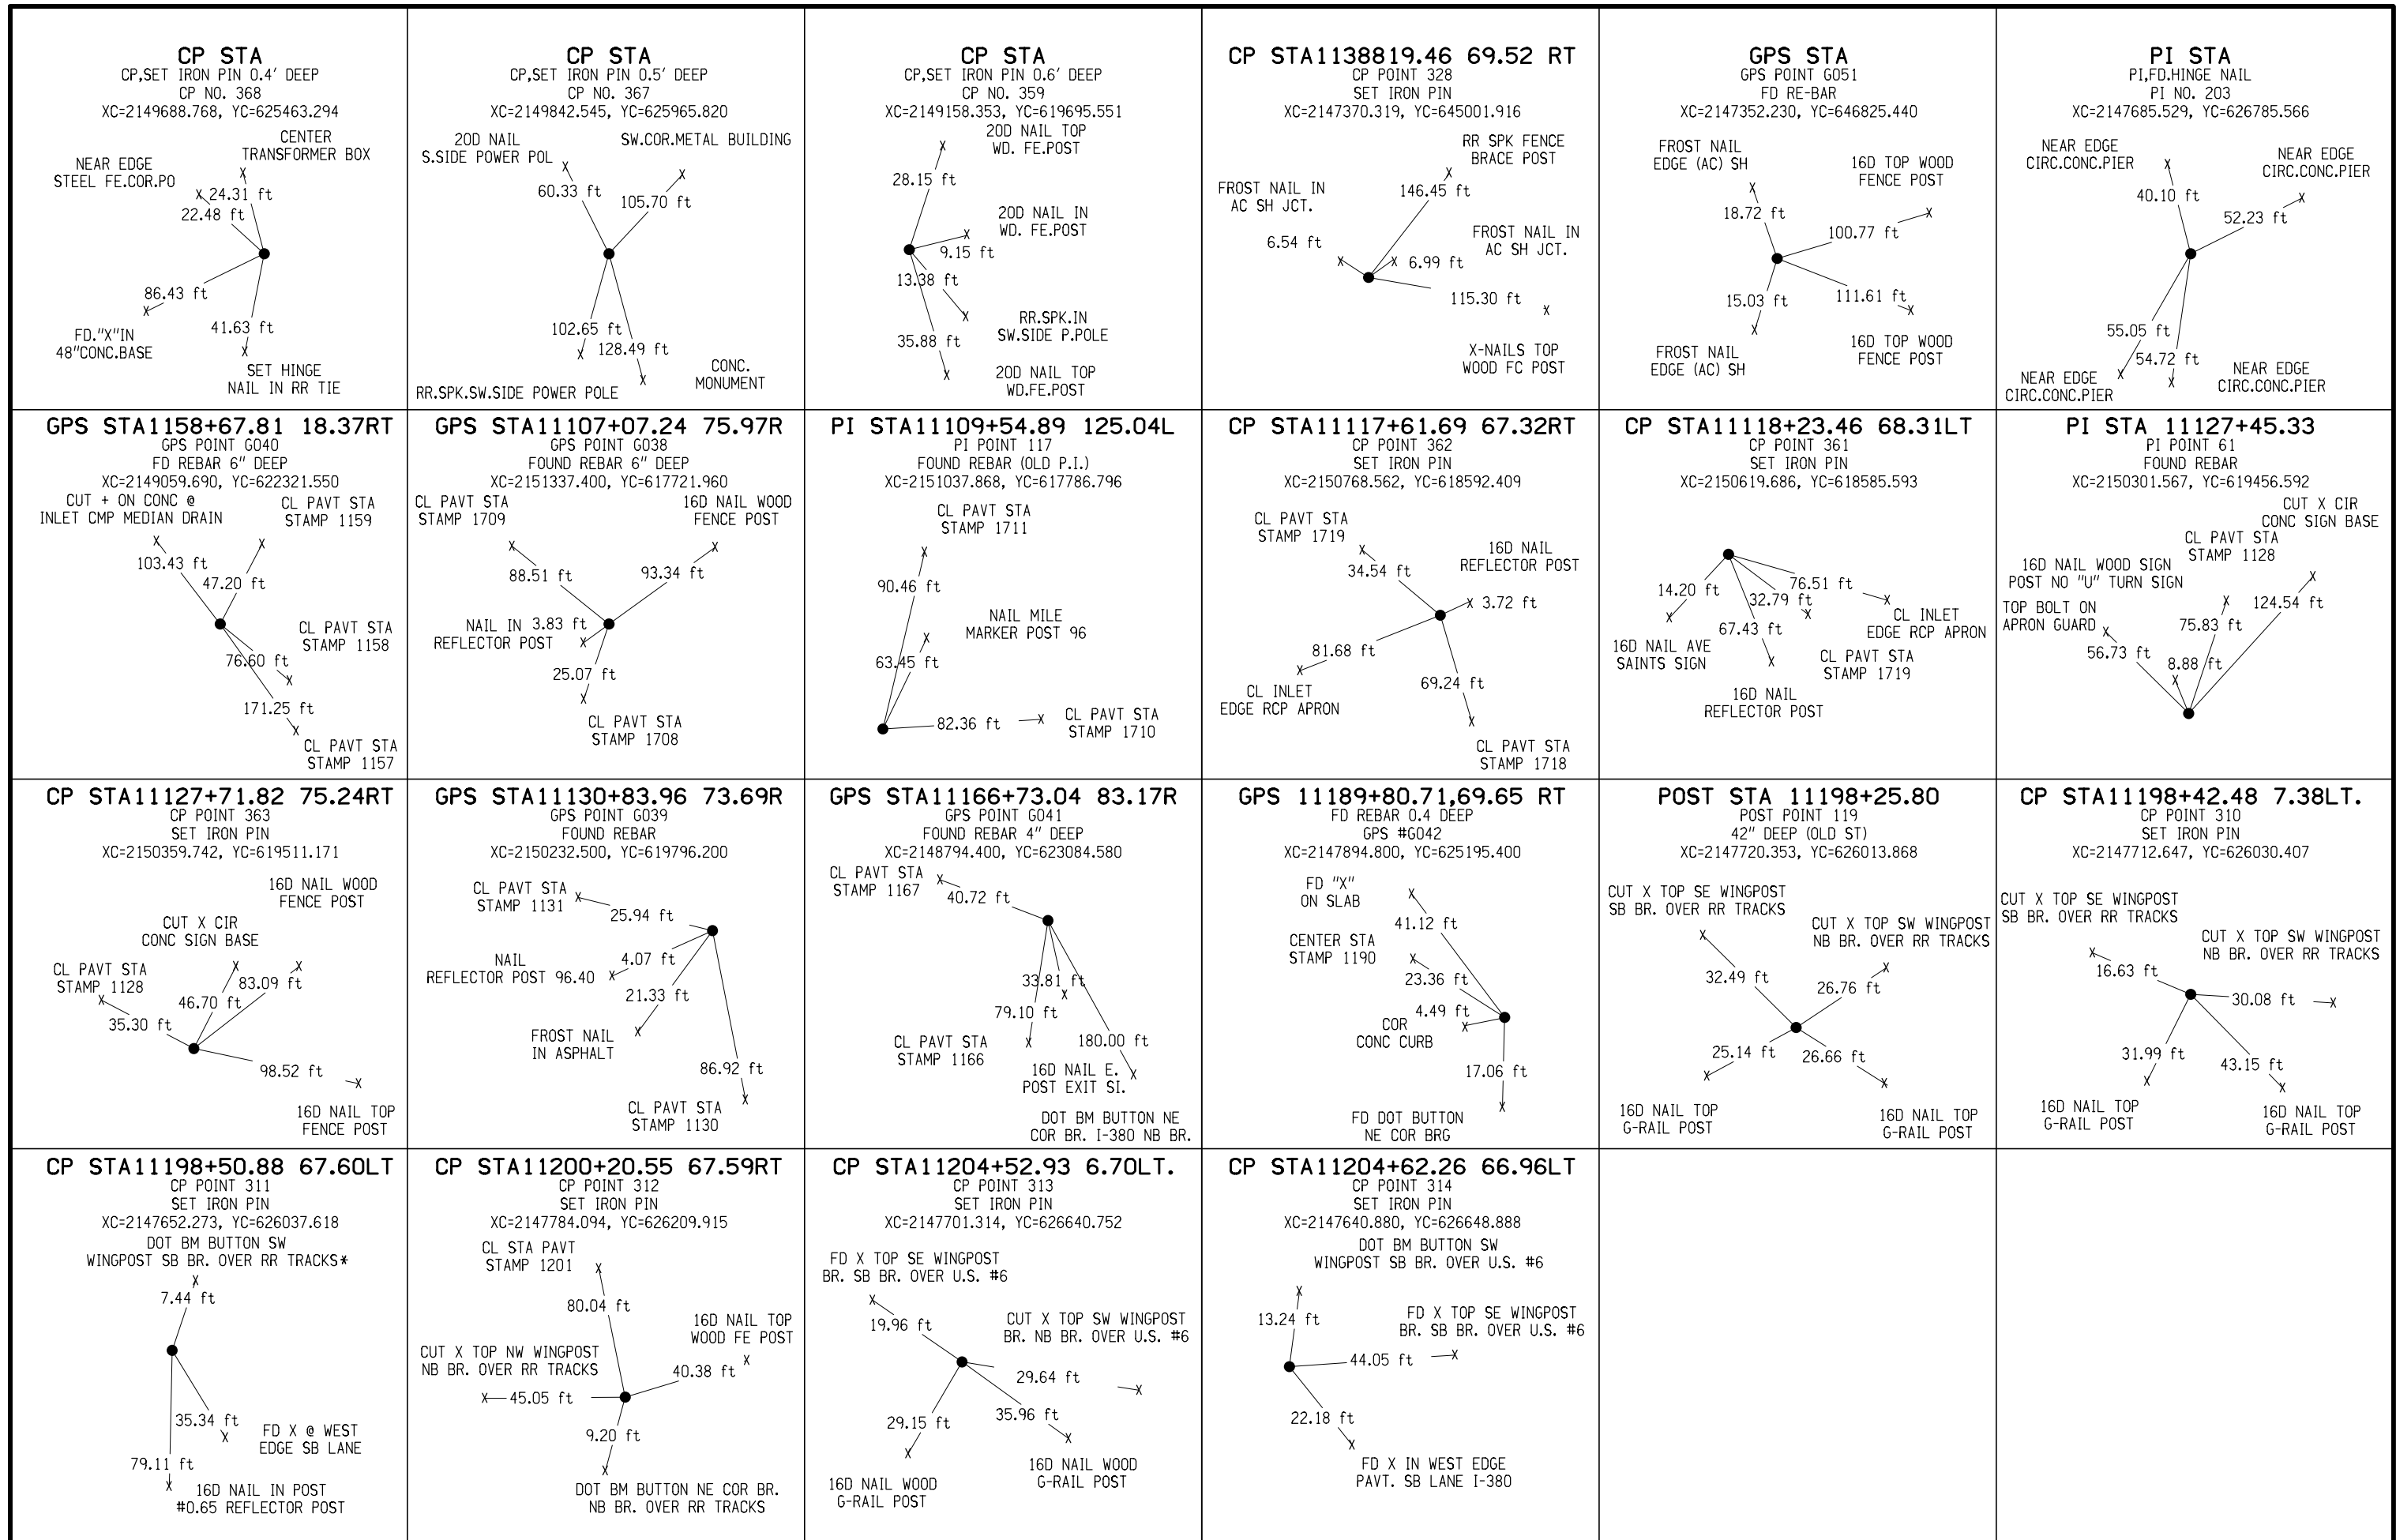 CP STA
CP,SET IRON PIN 0.4' DEEP
CP NO. 368
XC=2149688.768, YC=625463.294
CENTER
TRANSFORMER BOX
NEAR EDGE
STEEL FE.COR.PO
24.31 ft
22.48 ft
86.43 ft
41.63 ft
FD."X"IN
48"CONC.BASE
SET HINGE
NAIL IN RR TIE
CP STA
CP,SET IRON PIN 0.5' DEEP
CP NO. 367
XC=2149842.545, YC=625965.820
20D NAIL
S.SIDE POWER POL
SW.COR.METAL BUILDING
60.33 ft
105.70 ft
102.65 ft
128.49 ft
CONC.
MONUMENT
RR.SPK.SW.SIDE POWER POLE
CP STA
CP,SET IRON PIN 0.6' DEEP
CP NO. 359
XC=2149158.353, YC=619695.551
20D NAIL TOP
WD. FE.POST
28.15 ft
20D NAIL IN
WD. FE.POST
9.15 ft
13.38 ft
RR.SPK.IN
SW.SIDE P.POLE
35.88 ft
20D NAIL TOP
WD.FE.POST
CP STA1138819.46 69.52 RT
CP POINT 328
SET IRON PIN
XC=2147370.319, YC=645001.916
RR SPK FENCE
BRACE POST
146.45 ft
FROST NAIL IN
AC SH JCT.
6.54 ft
FROST NAIL IN
AC SH JCT.
6.99 ft
115.30 ft
X-NAILS TOP
WOOD FC POST
GPS STA
GPS POINT G051
FD RE-BAR
XC=2147352.230, YC=646825.440
FROST NAIL
EDGE (AC) SH
16D TOP WOOD
FENCE POST
18.72 ft
100.77 ft
15.03 ft
111.61 ft
FROST NAIL
EDGE (AC) SH
16D TOP WOOD
FENCE POST
PI STA
PI,FD.HINGE NAIL
PI NO. 203
XC=2147685.529, YC=626785.566
NEAR EDGE
CIRC.CONC.PIER
NEAR EDGE
CIRC.CONC.PIER
40.10 ft
52.23 ft
55.05 ft
54.72 ft
NEAR EDGE
CIRC.CONC.PIER
NEAR EDGE
CIRC.CONC.PIER
GPS STA1158+67.81 18.37RT
GPS POINT G040
FD REBAR 6" DEEP
XC=2149059.690, YC=622321.550
CUT + ON CONC @
INLET CMP MEDIAN DRAIN
CL PAVT STA
STAMP 1159
103.43 ft
47.20 ft
CL PAVT STA
STAMP 1158
76.60 ft
171.25 ft
CL PAVT STA
STAMP 1157
GPS STA11107+07.24 75.97R
GPS POINT G038
FOUND REBAR 6" DEEP
XC=2151337.400, YC=617721.960
CL PAVT STA
STAMP 1709
16D NAIL WOOD
FENCE POST
88.51 ft
93.34 ft
NAIL IN
REFLECTOR POST
3.83 ft
25.07 ft
CL PAVT STA
STAMP 1708
PI STA11109+54.89 125.04L
PI POINT 117
FOUND REBAR (OLD P.I.)
XC=2151037.868, YC=617786.796
CL PAVT STA
STAMP 1711
90.46 ft
NAIL MILE
MARKER POST 96
63.45 ft
82.36 ft
CL PAVT STA
STAMP 1710
CP STA11117+61.69 67.32RT
CP POINT 362
SET IRON PIN
XC=2150768.562, YC=618592.409
CL PAVT STA
STAMP 1719
16D NAIL
REFLECTOR POST
34.54 ft
3.72 ft
81.68 ft
69.24 ft
CL INLET
EDGE RCP APRON
CL PAVT STA
STAMP 1718
CP STA11118+23.46 68.31LT
CP POINT 361
SET IRON PIN
XC=2150619.686, YC=618585.593
14.20 ft
76.51 ft
32.79 ft
67.43 ft
CL INLET
EDGE RCP APRON
16D NAIL AVE
SAINTS SIGN
CL PAVT STA
STAMP 1719
16D NAIL
REFLECTOR POST
PI STA 11127+45.33
PI POINT 61
FOUND REBAR
XC=2150301.567, YC=619456.592
CUT X CIR
CONC SIGN BASE
CL PAVT STA
STAMP 1128
16D NAIL WOOD SIGN
POST NO "U" TURN SIGN
TOP BOLT ON
APRON GUARD
124.54 ft
75.83 ft
56.73 ft
8.88 ft
CP STA11127+71.82 75.24RT
CP POINT 363
SET IRON PIN
XC=2150359.742, YC=619511.171
16D NAIL WOOD
FENCE POST
CUT X CIR
CONC SIGN BASE
CL PAVT STA
STAMP 1128
83.09 ft
46.70 ft
35.30 ft
98.52 ft
16D NAIL TOP
FENCE POST
GPS STA11130+83.96 73.69R
GPS POINT G039
FOUND REBAR
XC=2150232.500, YC=619796.200
CL PAVT STA
STAMP 1131
25.94 ft
NAIL
REFLECTOR POST 96.40
4.07 ft
21.33 ft
FROST NAIL
IN ASPHALT
86.92 ft
CL PAVT STA
STAMP 1130
GPS STA11166+73.04 83.17R
GPS POINT G041
FOUND REBAR 4" DEEP
XC=2148794.400, YC=623084.580
CL PAVT STA
STAMP 1167
40.72 ft
33.81 ft
79.10 ft
CL PAVT STA
STAMP 1166
180.00 ft
16D NAIL E.
POST EXIT SI.
DOT BM BUTTON NE
COR BR. I-380 NB BR.
GPS 11189+80.71,69.65 RT
FD REBAR 0.4 DEEP
GPS #G042
XC=2147894.800, YC=625195.400
FD "X"
ON SLAB
41.12 ft
CENTER STA
STAMP 1190
23.36 ft
4.49 ft
COR
CONC CURB
17.06 ft
FD DOT BUTTON
NE COR BRG
POST STA 11198+25.80
POST POINT 119
42" DEEP (OLD ST)
XC=2147720.353, YC=626013.868
CUT X TOP SE WINGPOST
SB BR. OVER RR TRACKS
CUT X TOP SW WINGPOST
NB BR. OVER RR TRACKS
32.49 ft
26.76 ft
25.14 ft
26.66 ft
16D NAIL TOP
G-RAIL POST
16D NAIL TOP
G-RAIL POST
CP STA11198+42.48 7.38LT.
CP POINT 310
SET IRON PIN
XC=2147712.647, YC=626030.407
CUT X TOP SE WINGPOST
SB BR. OVER RR TRACKS
CUT X TOP SW WINGPOST
NB BR. OVER RR TRACKS
16.63 ft
30.08 ft
31.99 ft
43.15 ft
16D NAIL TOP
G-RAIL POST
16D NAIL TOP
G-RAIL POST
CP STA11198+50.88 67.60LT
CP POINT 311
SET IRON PIN
XC=2147652.273, YC=626037.618
DOT BM BUTTON SW
WINGPOST SB BR. OVER RR TRACKS*
7.44 ft
35.34 ft
FD X @ WEST
EDGE SB LANE
79.11 ft
16D NAIL IN POST
#0.65 REFLECTOR POST
CP STA11200+20.55 67.59RT
CP POINT 312
SET IRON PIN
XC=2147784.094, YC=626209.915
CL STA PAVT
STAMP 1201
80.04 ft
16D NAIL TOP
WOOD FE POST
CUT X TOP NW WINGPOST
NB BR. OVER RR TRACKS
40.38 ft
45.05 ft
9.20 ft
DOT BM BUTTON NE COR BR.
NB BR. OVER RR TRACKS
CP STA11204+52.93 6.70LT.
CP POINT 313
SET IRON PIN
XC=2147701.314, YC=626640.752
FD X TOP SE WINGPOST
BR. SB BR. OVER U.S. #6
19.96 ft
CUT X TOP SW WINGPOST
BR. NB BR. OVER U.S. #6
29.64 ft
29.15 ft
35.96 ft
16D NAIL WOOD
G-RAIL POST
16D NAIL WOOD
G-RAIL POST
CP STA11204+62.26 66.96LT
CP POINT 314
SET IRON PIN
XC=2147640.880, YC=626648.888
DOT BM BUTTON SW
WINGPOST SB BR. OVER U.S. #6
13.24 ft
FD X TOP SE WINGPOST
BR. SB BR. OVER U.S. #6
44.05 ft
22.18 ft
FD X IN WEST EDGE
PAVT. SB LANE I-380